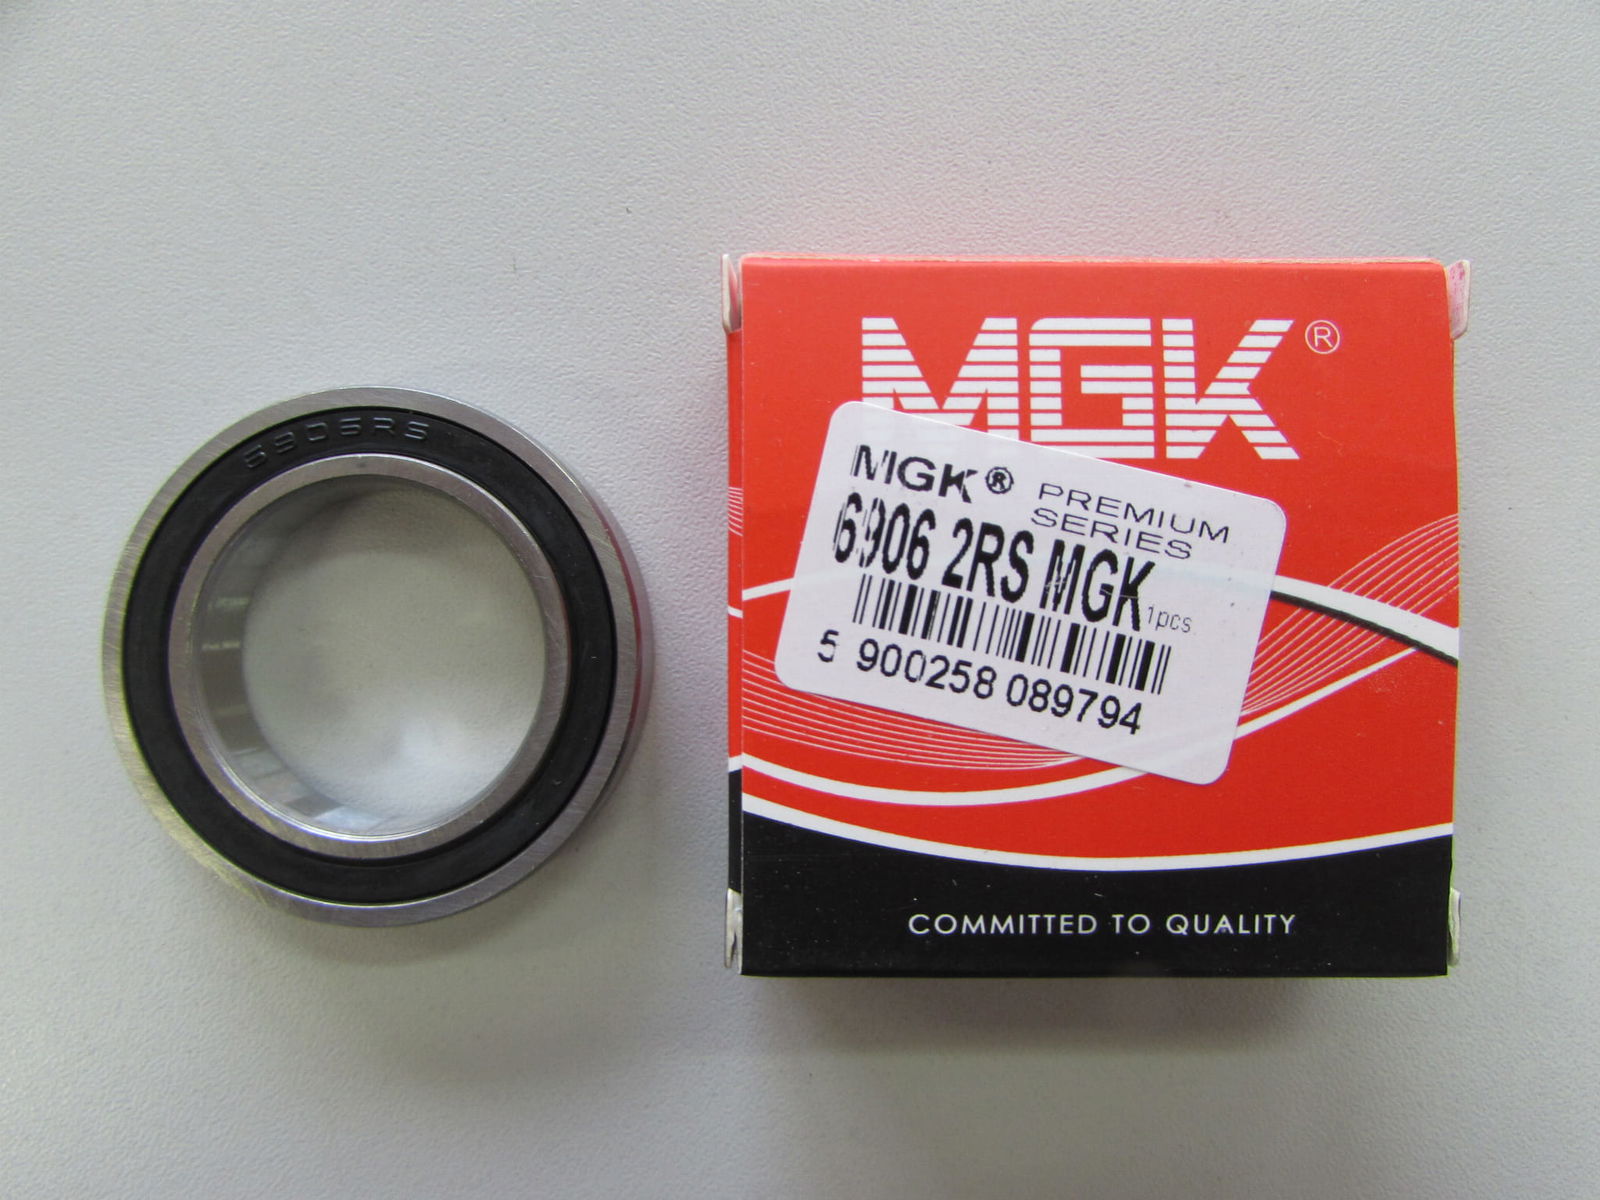 6906RS
MGK®
MGK® PREMIUM
SERIES
6906 2RS MGK 1pcs.
5 900258 089794
COMMITTED TO QUALITY